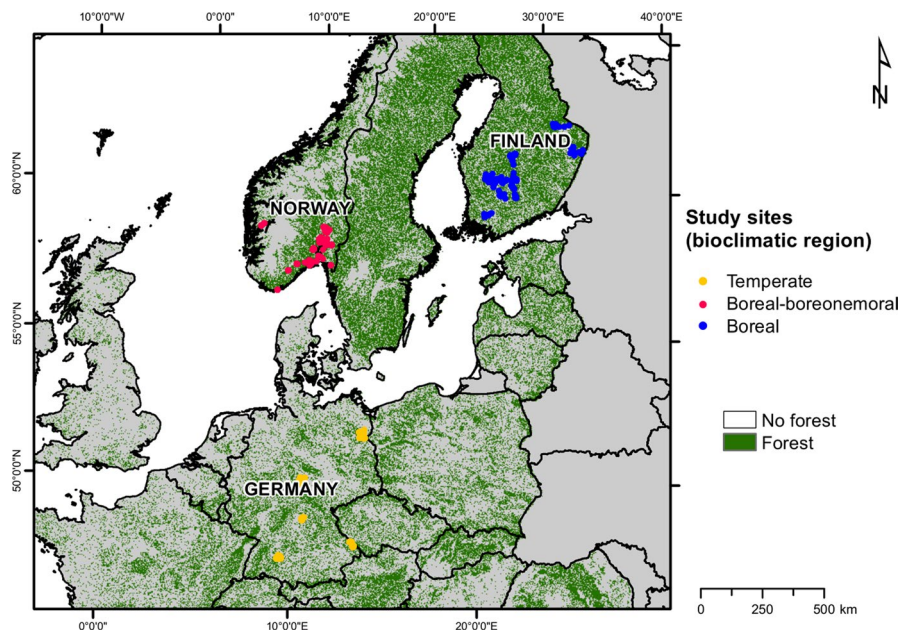 10°0'0"W 0°0'0" 10°0'0"E 20°0'0"E 30°0'0"E 40°0'0"E
N
60°0'0"N
FINLAND
NORWAY
Study sites
(bioclimatic region)
Temperate
Boreal-boreonemoral
Boreal
55°0'0"N
No forest
Forest
50°0'0"N
GERMANY
0 250 500 km
0°0'0" 10°0'0"E 20°0'0"E